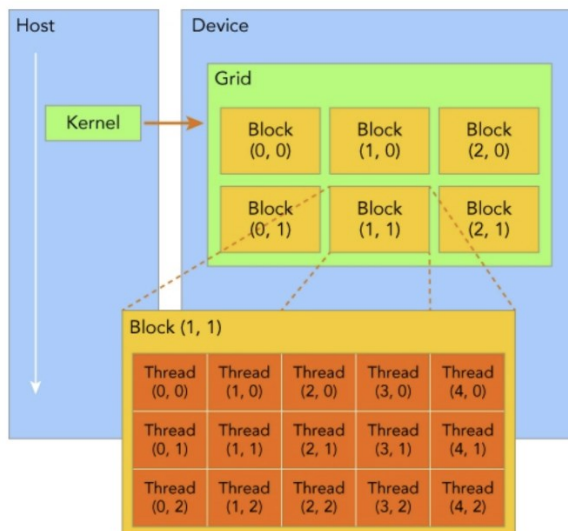 Host
Device
Grid
Kernel
Block
(0, 0)
Block
(1, 0)
Block
(2, 0)
Block
(0, 1)
Block
(1, 1)
Block
(2, 1)
Block (1, 1)
Thread
(0, 0)
Thread
(1, 0)
Thread
(2, 0)
Thread
(3, 0)
Thread
(4, 0)
Thread
(0, 1)
Thread
(1, 1)
Thread
(2, 1)
Thread
(3, 1)
Thread
(4, 1)
Thread
(0, 2)
Thread
(1, 2)
Thread
(2, 2)
Thread
(3, 2)
Thread
(4, 2)